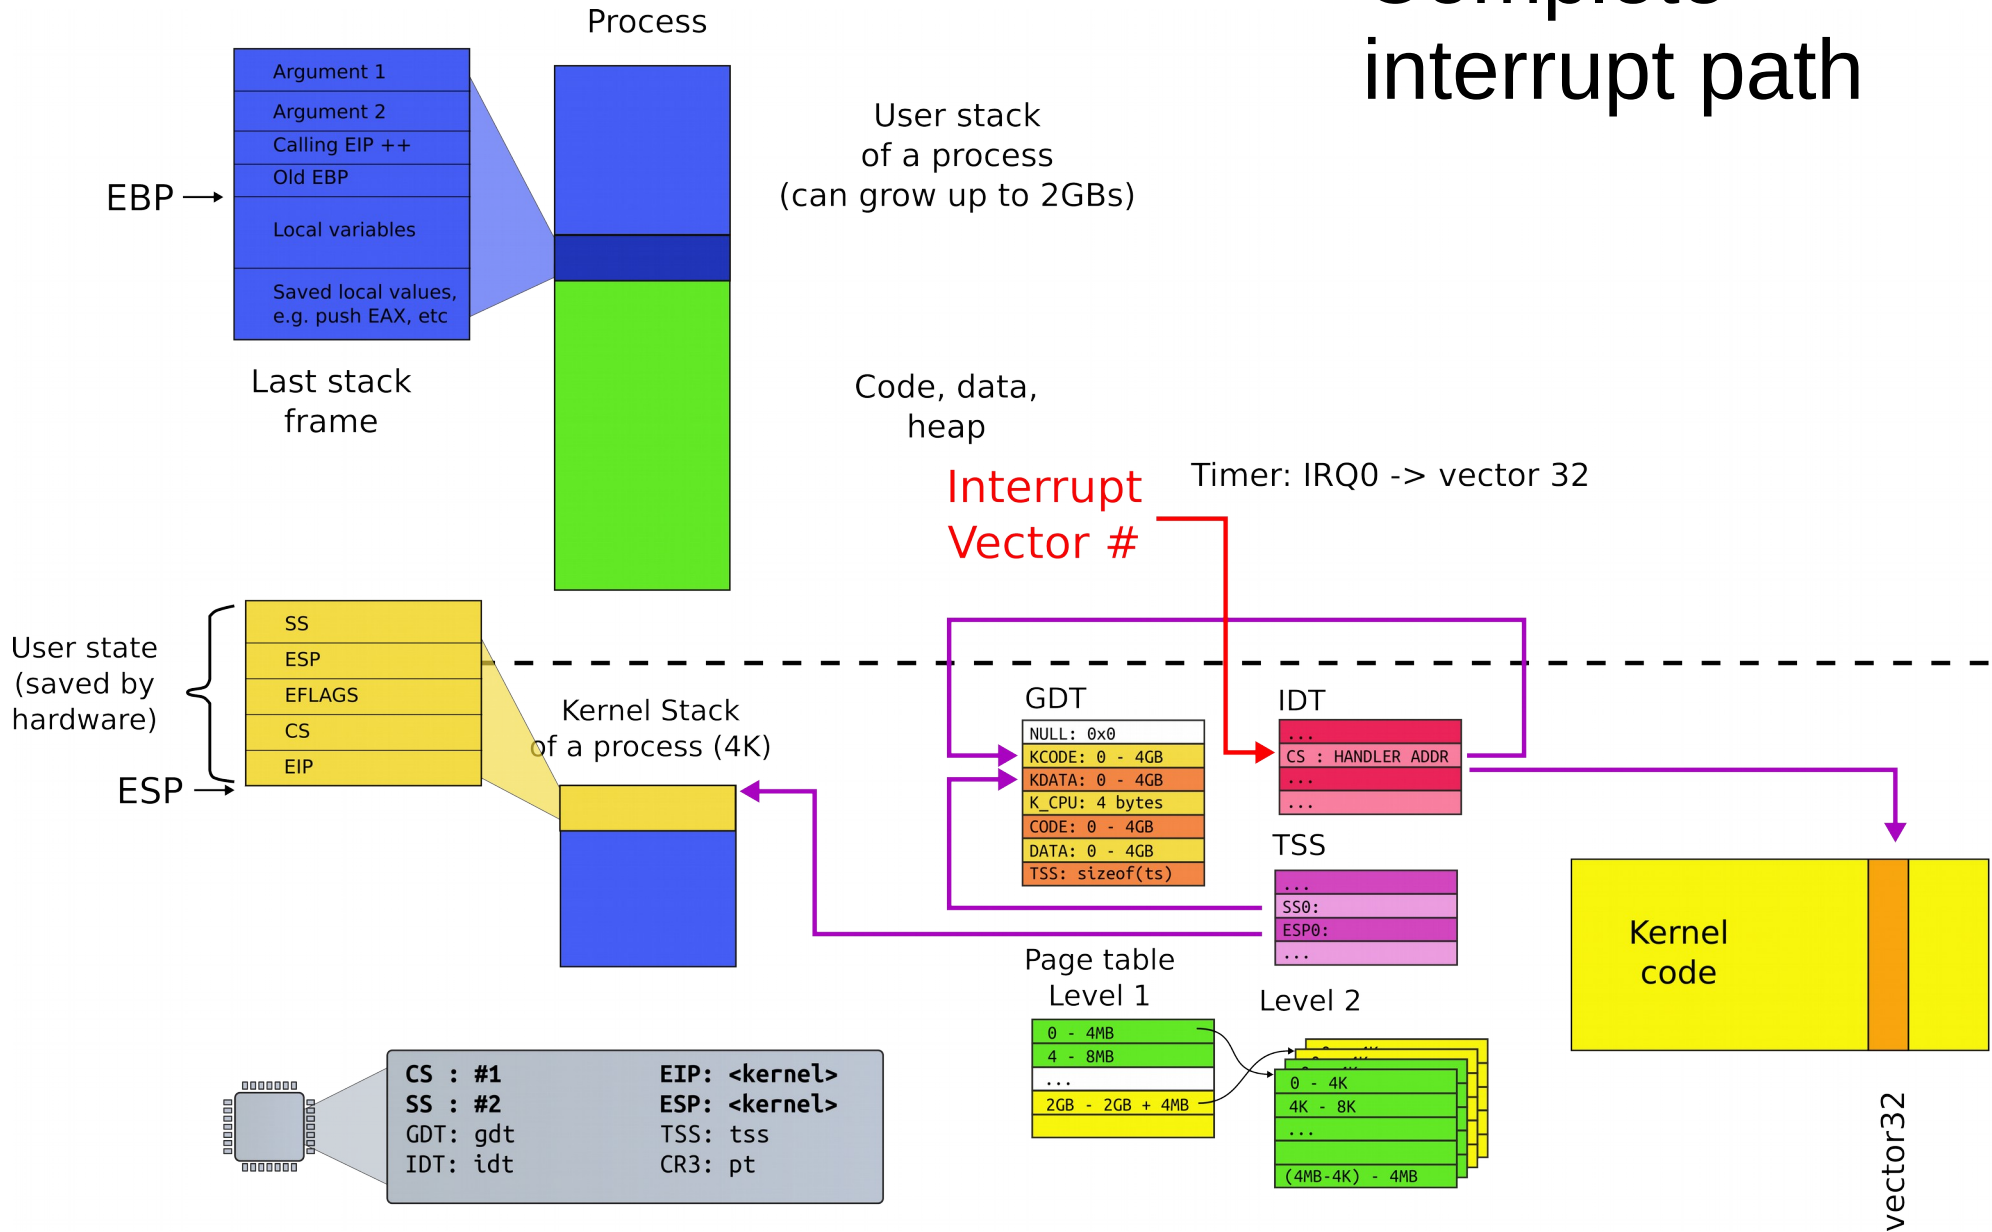 Complete
interrupt path
Process
Argument 1
Argument 2
Calling EIP ++
Old EBP
EBP
Local variables
Saved local values,
e.g. push EAX, etc
Last stack
frame
User stack
of a process
(can grow up to 2GBs)
Code, data,
heap
Interrupt
Vector #
Timer: IRQ0 -> vector 32
User state
(saved by
hardware)
SS
ESP
EFLAGS
CS
EIP
ESP
Kernel Stack
of a process (4K)
GDT
NULL: 0x0
KCODE: 0 - 4GB
KDATA: 0 - 4GB
K_CPU: 4 bytes
CODE: 0 - 4GB
DATA: 0 - 4GB
TSS: sizeof(ts)
IDT
...
CS : HANDLER ADDR
...
...
TSS
...
SS0:
ESP0:
...
Kernel
code
vector32
Page table
Level 1
0 - 4MB
4 - 8MB
...
2GB - 2GB + 4MB
Level 2
0 - 4K
4K - 8K
...
(4MB-4K) - 4MB
CS : #1
EIP: <kernel>
SS : #2
ESP: <kernel>
GDT: gdt
TSS: tss
IDT: idt
CR3: pt